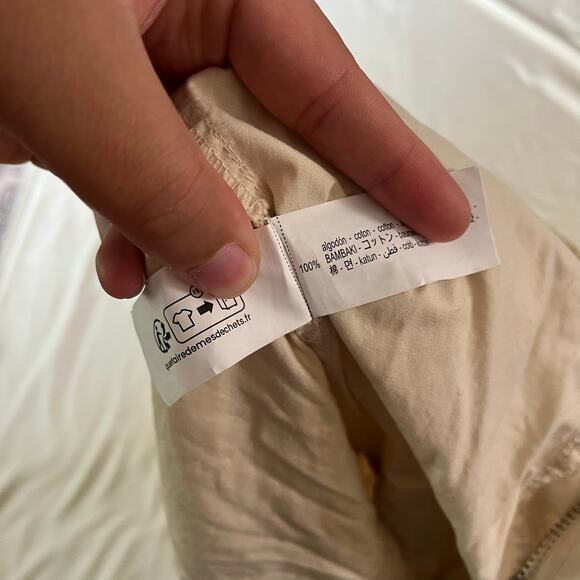 100%
algodón - coton - cotton -
BAMBAKI - コットン -
棉 - 면 - katun - قطن -
quefairedemesdechets.fr